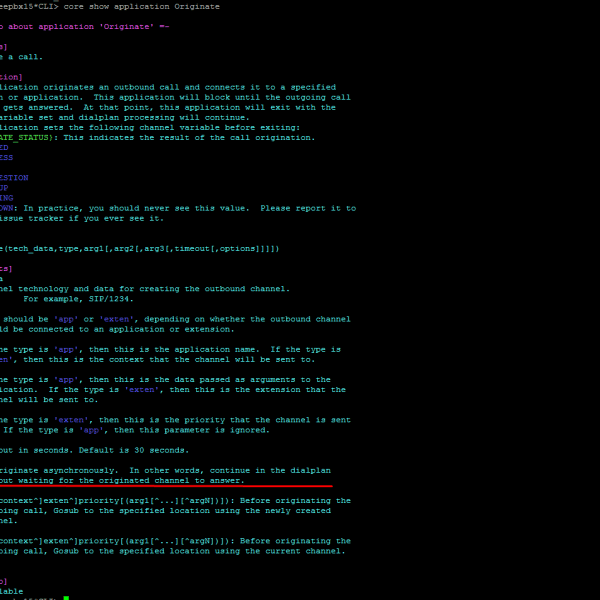 eepbx15*CLI> core show application Originate
o about application 'Originate' =-
s]
e a call.
tion]
lication originates an outbound call and connects it to a specified
n or application.  This application will block until the outgoing call
 gets answered.  At that point, this application will exit with the
ariable set and dialplan processing will continue.
lication sets the following channel variable before exiting:
ATE_STATUS}: This indicates the result of the call origination.
ED
ESS
ESTION
UP
ING
OWN: In practice, you should never see this value.  Please report it to
issue tracker if you ever see it.
e(tech_data,type,arg1[,arg2[,arg3[,timeout[,options]]]])
ts]
a
nel technology and data for creating the outbound channel.
For example, SIP/1234.
 should be 'app' or 'exten', depending on whether the outbound channel
ld be connected to an application or extension.
he type is 'app', then this is the application name.  If the type is
en', then this is the context that the channel will be sent to.
he type is 'app', then this is the data passed as arguments to the
ication.  If the type is 'exten', then this is the extension that the
nel will be sent to.
he type is 'exten', then this is the priority that the channel is sent
 If the type is 'app', then this parameter is ignored.
out in seconds. Default is 30 seconds.
riginate asynchronously.  In other words, continue in the dialplan
out waiting for the originated channel to answer.
context^]exten^]priority[(arg1[^...][^argN])]): Before originating the
oing call, Gosub to the specified location using the newly created
nel.
context^]exten^]priority[(arg1[^...][^argN])]): Before originating the
oing call, Gosub to the specified location using the current channel.
o]
lable